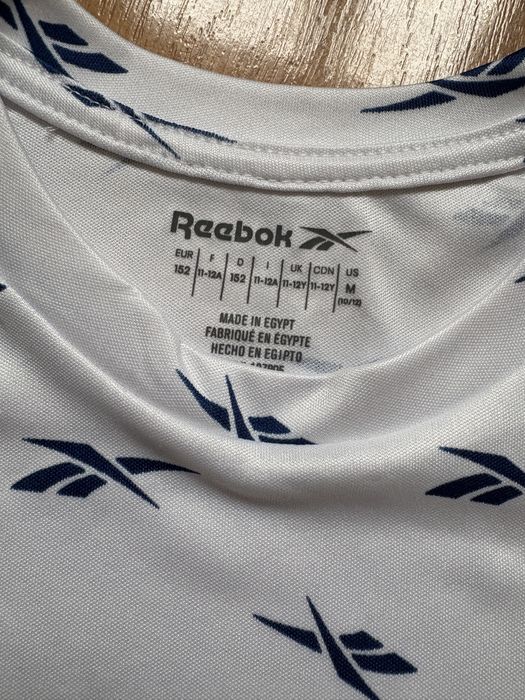 Reebok
EUR F D I UK CDN US
152 11-12A 152 11-12A 11-12Y 11-12Y M
(10/12)
MADE IN EGYPT
FABRIQUÉ EN ÉGYPTE
HECHO EN EGIPTO